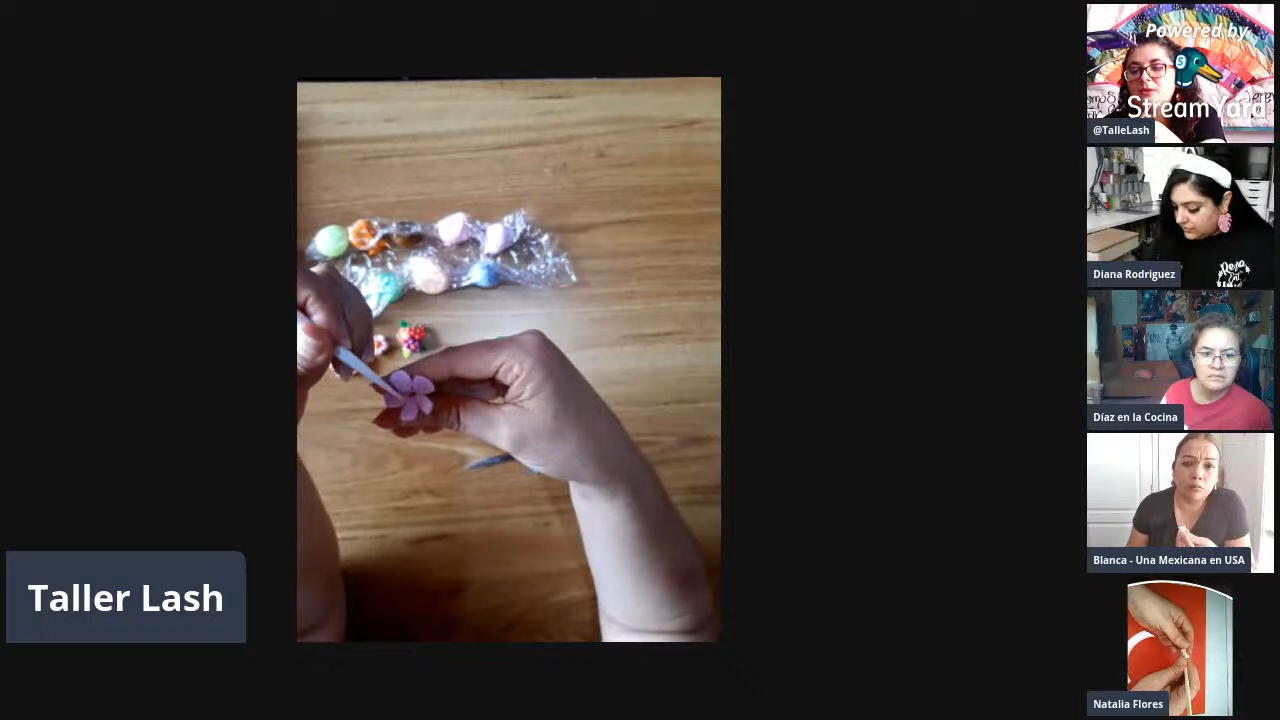 Taller Lash
Powered by
StreamYard
@TalleLash
Diana Rodriguez
Díaz en la Cocina
Blanca - Una Mexicana en USA
Natalia Flores